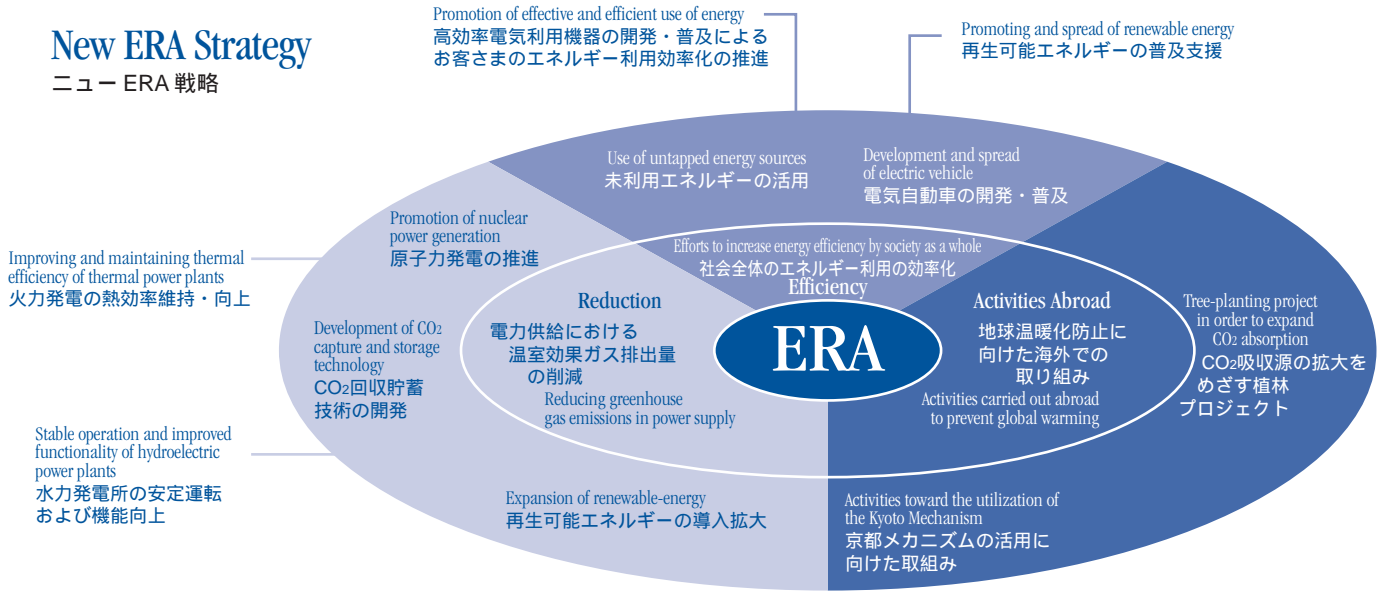 New ERA Strategy
ニュー ERA 戦略
Promotion of effective and efficient use of energy
高効率電気利用機器の開発・普及による
お客さまのエネルギー利用効率化の推進
Promoting and spread of renewable energy
再生可能エネルギーの普及支援
Use of untapped energy sources
未利用エネルギーの活用
Development and spread
of electric vehicle
電気自動車の開発・普及
Efforts to increase energy efficiency by society as a whole
社会全体のエネルギー利用の効率化
Efficiency
ERA
Promotion of nuclear
power generation
原子力発電の推進
Improving and maintaining thermal
efficiency of thermal power plants
火力発電の熱効率維持・向上
Development of CO2
capture and storage
technology
CO2回収貯蓄
技術の開発
Reduction
電力供給における
温室効果ガス排出量
の削減
Reducing greenhouse
gas emissions in power supply
Activities Abroad
地球温暖化防止に
向けた海外での
取り組み
Activities carried out abroad
to prevent global warming
Tree-planting project
in order to expand
CO2 absorption
CO2吸収源の拡大を
めざす植林
プロジェクト
Stable operation and improved
functionality of hydroelectric
power plants
水力発電所の安定運転
および機能向上
Expansion of renewable-energy
再生可能エネルギーの導入拡大
Activities toward the utilization of
the Kyoto Mechanism
京都メカニズムの活用に
向けた取組み